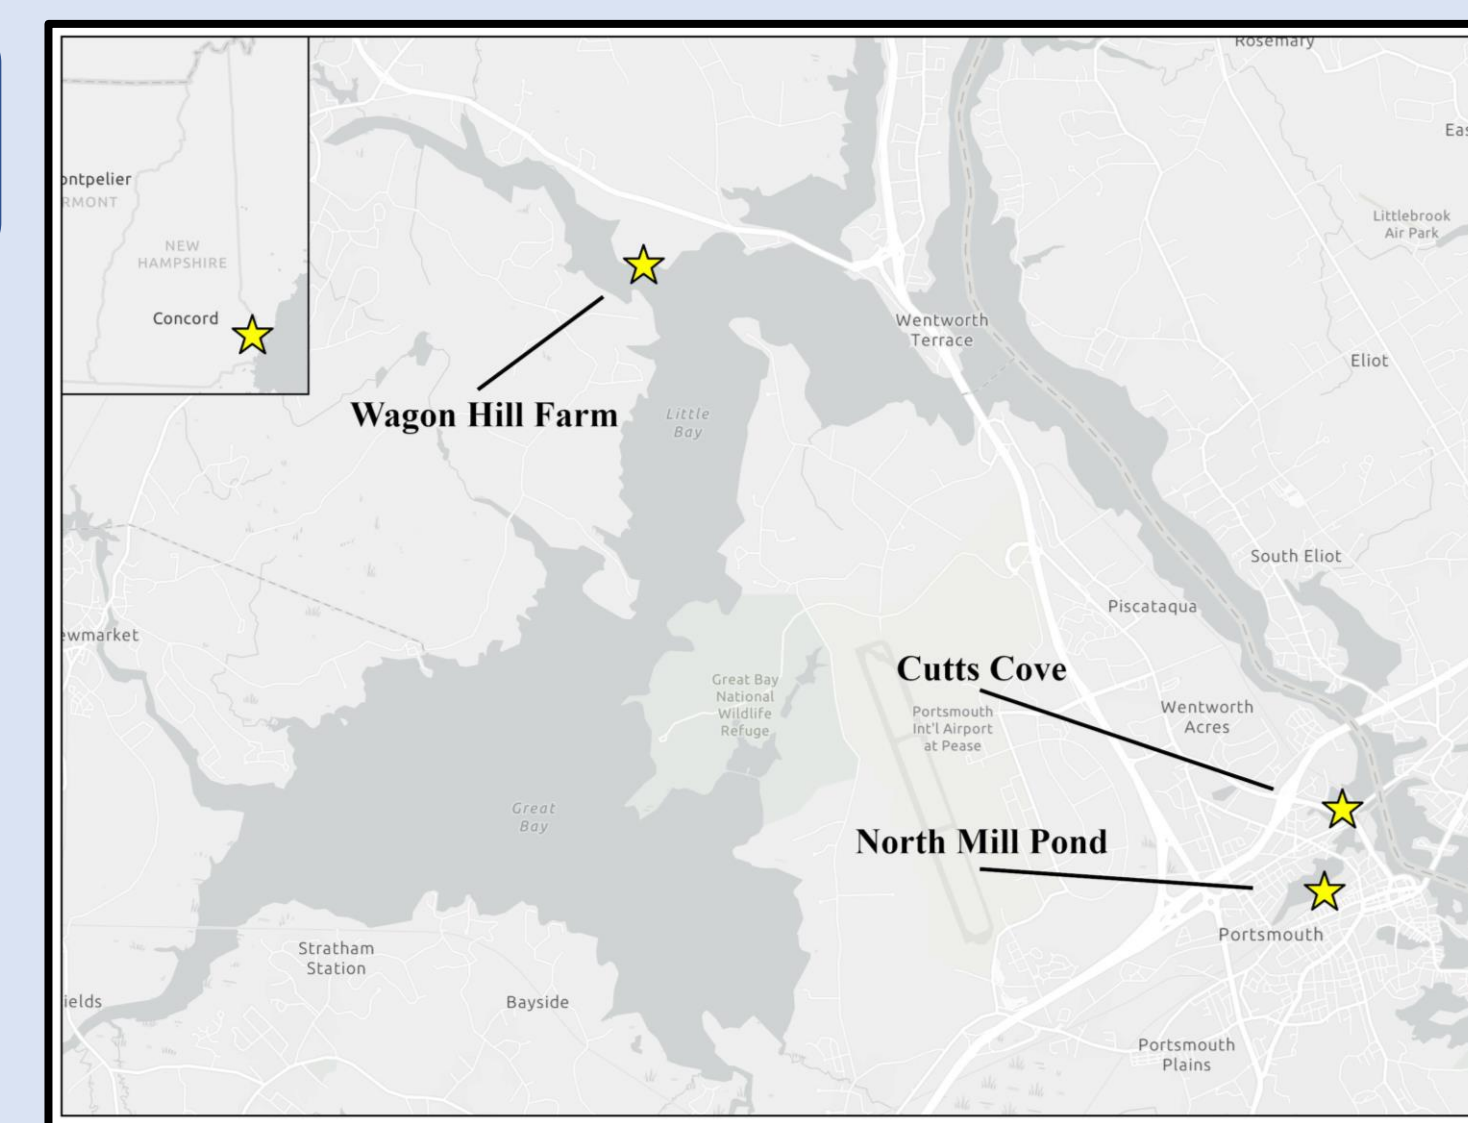 Rosemary
ontpelier
RMONT
NEW
HAMPSHIRE
Concord
Eas
Littlebrook
Air Park
Wentworth
Terrace
Eliot
Wagon Hill Farm
Little
Bay
South Eliot
Piscataqua
ewmarket
Cutts Cove
Great Bay
National
Wildlife
Refuge
Portsmouth
Int'l Airport
at Pease
Wentworth
Acres
Great
Bay
North Mill Pond
Portsmouth
Stratham
Station
ields
Bayside
Portsmouth
Plains